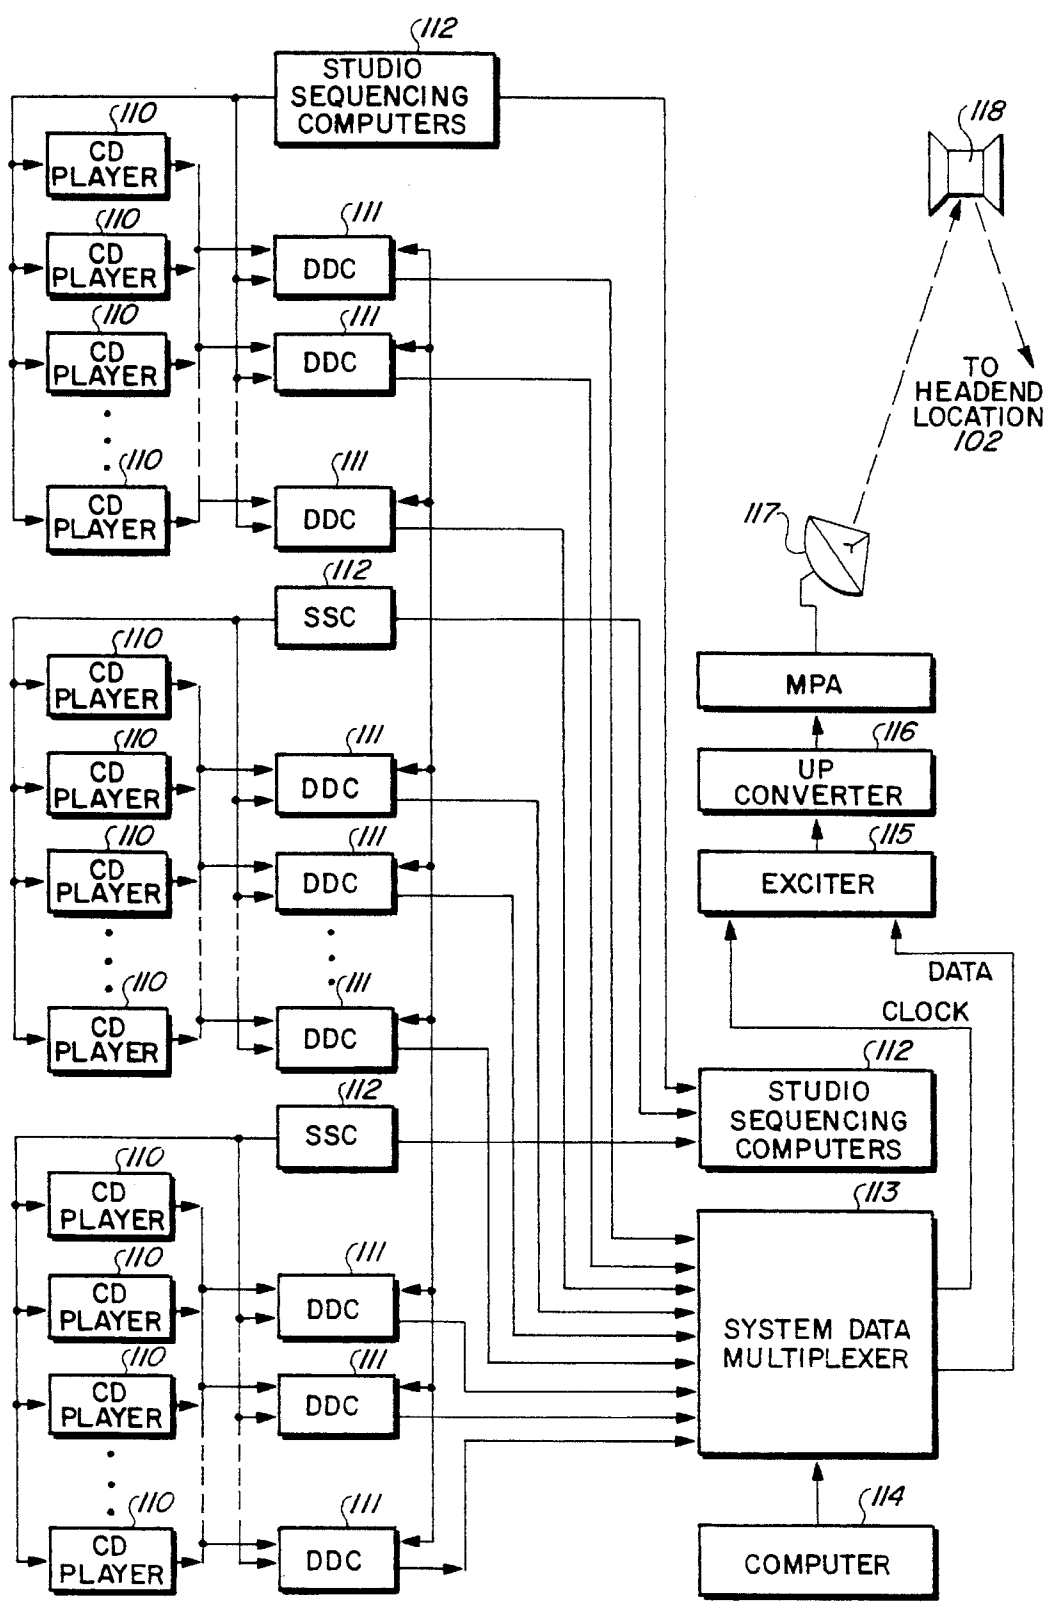 112
STUDIO
SEQUENCING
COMPUTERS
110
CD
PLAYER
110
CD
PLAYER
110
CD
PLAYER
110
CD
PLAYER
111
DDC
111
DDC
111
DDC
118
TO
HEADEND
LOCATION
102
117
112
SSC
110
CD
PLAYER
110
CD
PLAYER
110
CD
PLAYER
110
CD
PLAYER
111
DDC
111
DDC
111
DDC
MPA
116
UP
CONVERTER
115
EXCITER
DATA
CLOCK
112
STUDIO
SEQUENCING
COMPUTERS
112
SSC
110
CD
PLAYER
110
CD
PLAYER
110
CD
PLAYER
110
CD
PLAYER
111
DDC
111
DDC
111
DDC
113
SYSTEM DATA
MULTIPLEXER
114
COMPUTER